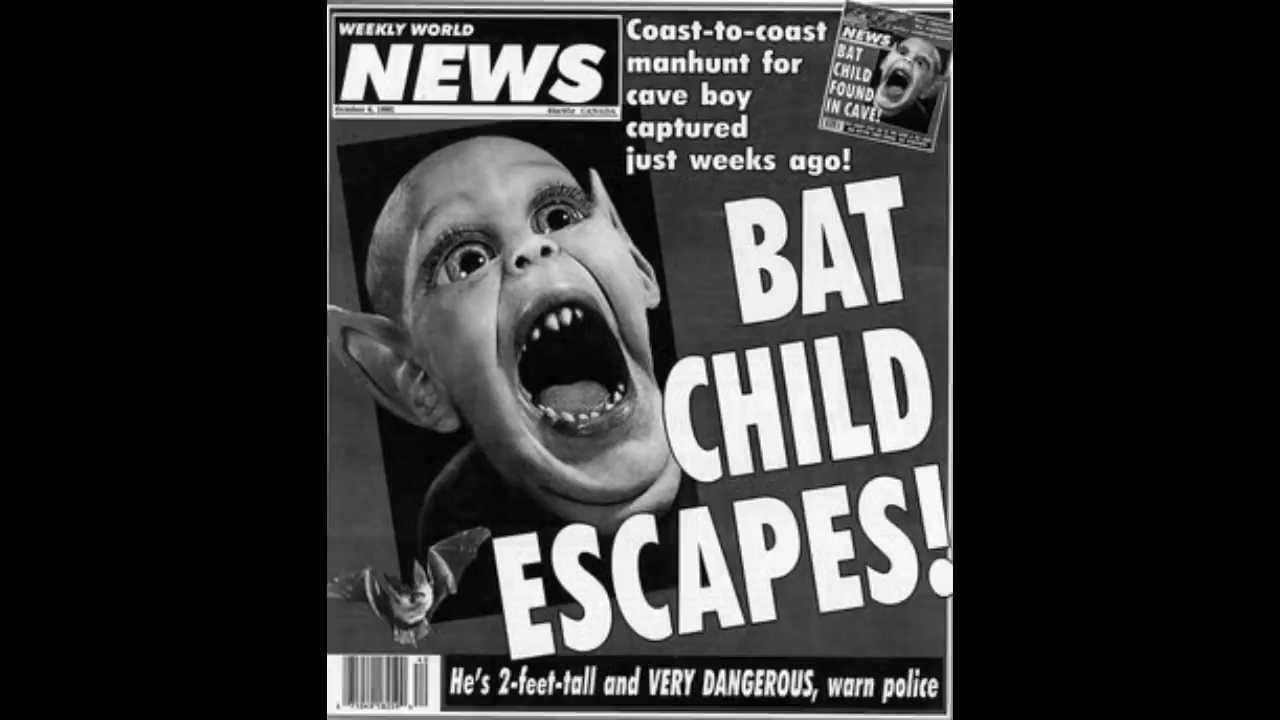 WEEKLY WORLD
NEWS
Coast-to-coast
manhunt for
cave boy
captured
just weeks ago!
NEWS
BAT
CHILD
FOUND
IN CAVE!
BAT
CHILD
ESCAPES!
He's 2-feet-tall and VERY DANGEROUS, warn police